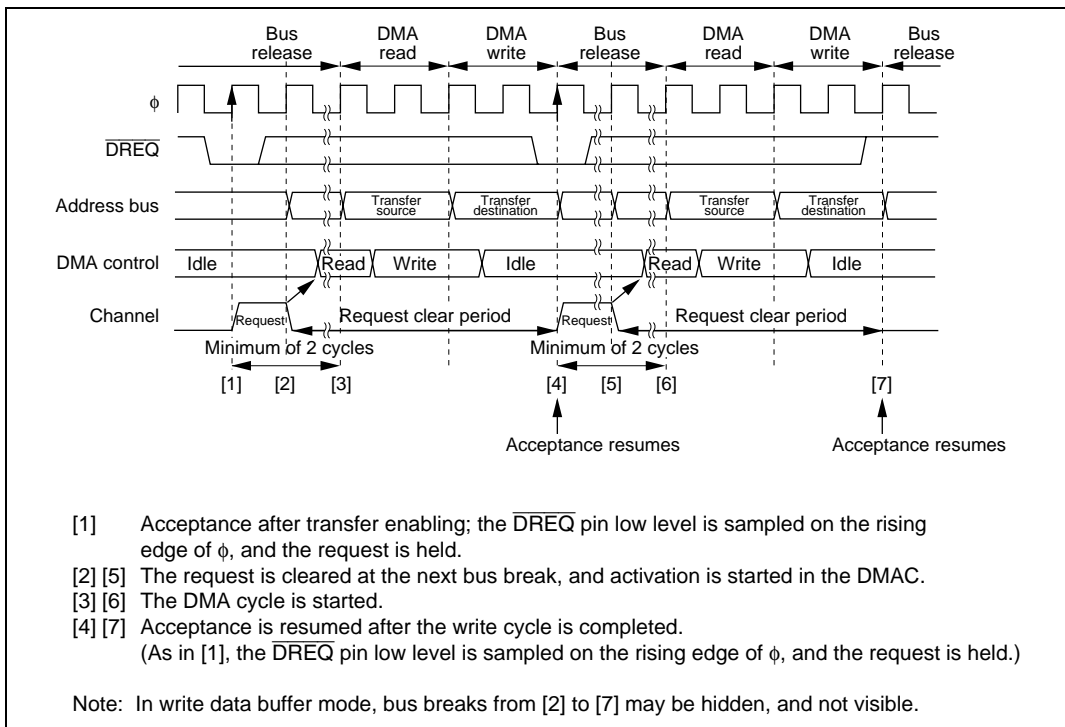 Bus release DMA read DMA write Bus release DMA read DMA write Bus release
ϕ
DREQ
Address bus Transfer source Transfer destination Transfer source Transfer destination
DMA control Idle Read Write Idle Read Write Idle
Channel Request Request clear period Request Request clear period
Minimum of 2 cycles Minimum of 2 cycles
[1] [2] [3] [4] [5] [6] [7]
Acceptance resumes Acceptance resumes
[1] Acceptance after transfer enabling; the DREQ pin low level is sampled on the rising
edge of ϕ, and the request is held.
[2] [5] The request is cleared at the next bus break, and activation is started in the DMAC.
[3] [6] The DMA cycle is started.
[4] [7] Acceptance is resumed after the write cycle is completed.
(As in [1], the DREQ pin low level is sampled on the rising edge of ϕ, and the request is held.)
Note: In write data buffer mode, bus breaks from [2] to [7] may be hidden, and not visible.